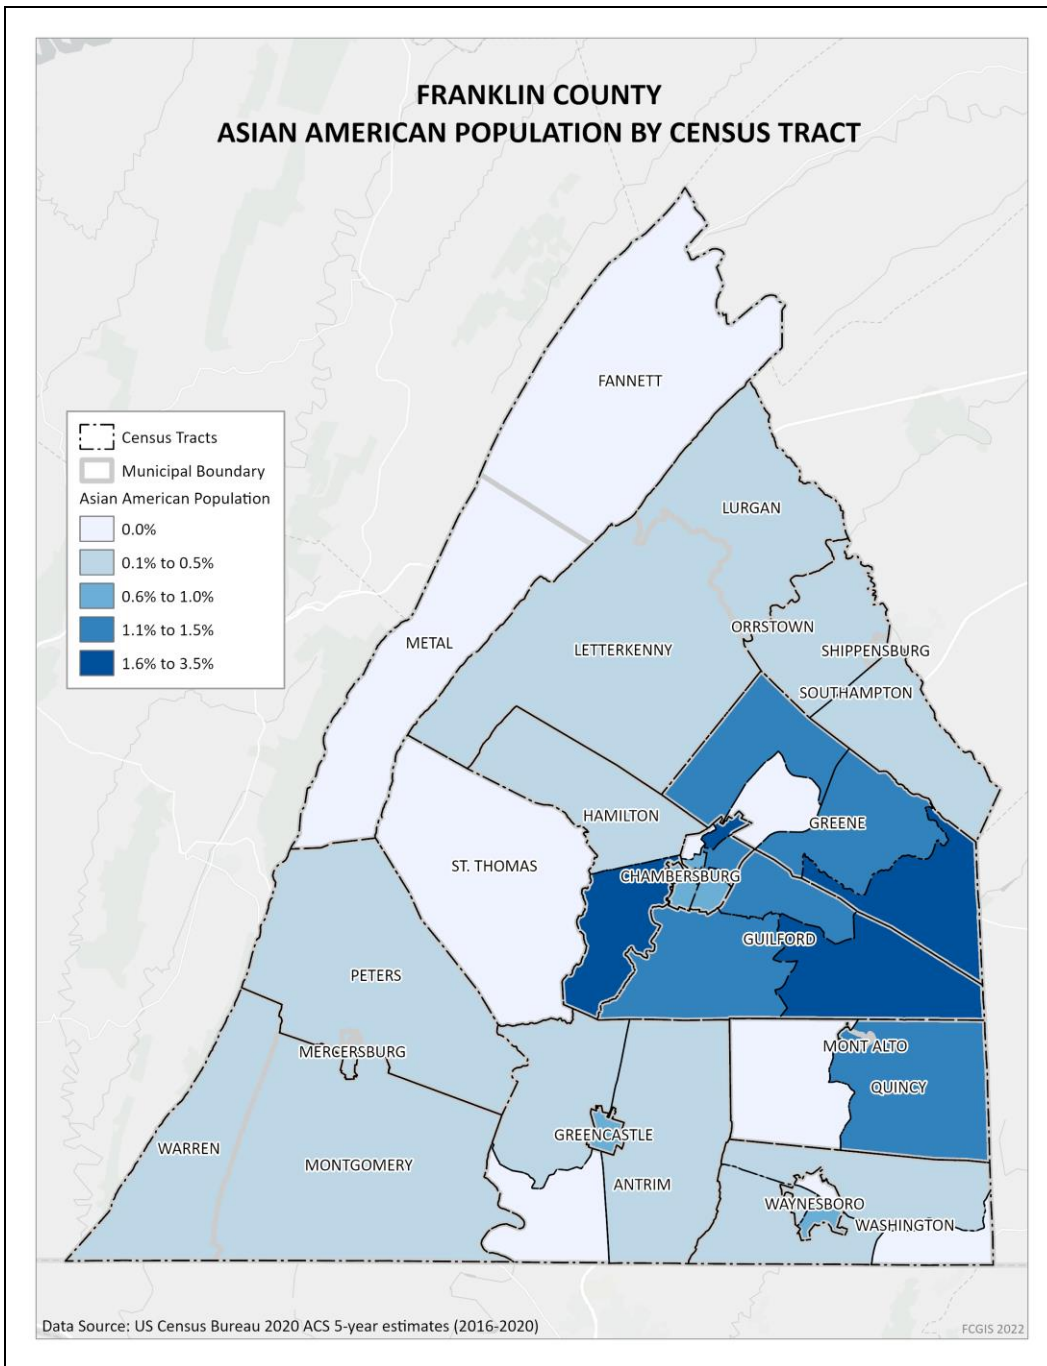 FRANKLIN COUNTY
ASIAN AMERICAN POPULATION BY CENSUS TRACT
FANNETT
Census Tracts
Municipal Boundary
Asian American Population
0.0%
0.1% to 0.5%
0.6% to 1.0%
1.1% to 1.5%
1.6% to 3.5%
LURGAN
METAL
LETTERKENNY
ORRSTOWN
SHIPPENSBURG
SOUTHAMPTON
HAMILTON
GREENE
ST. THOMAS
CHAMBERSBURG
GUILFORD
PETERS
MERCERSBURG
MONT ALTO
QUINCY
WARREN
GREENCASTLE
MONTGOMERY
ANTRIM
WAYNESBORO
WASHINGTON
Data Source: US Census Bureau 2020 ACS 5-year estimates (2016-2020)
FCGIS 2022